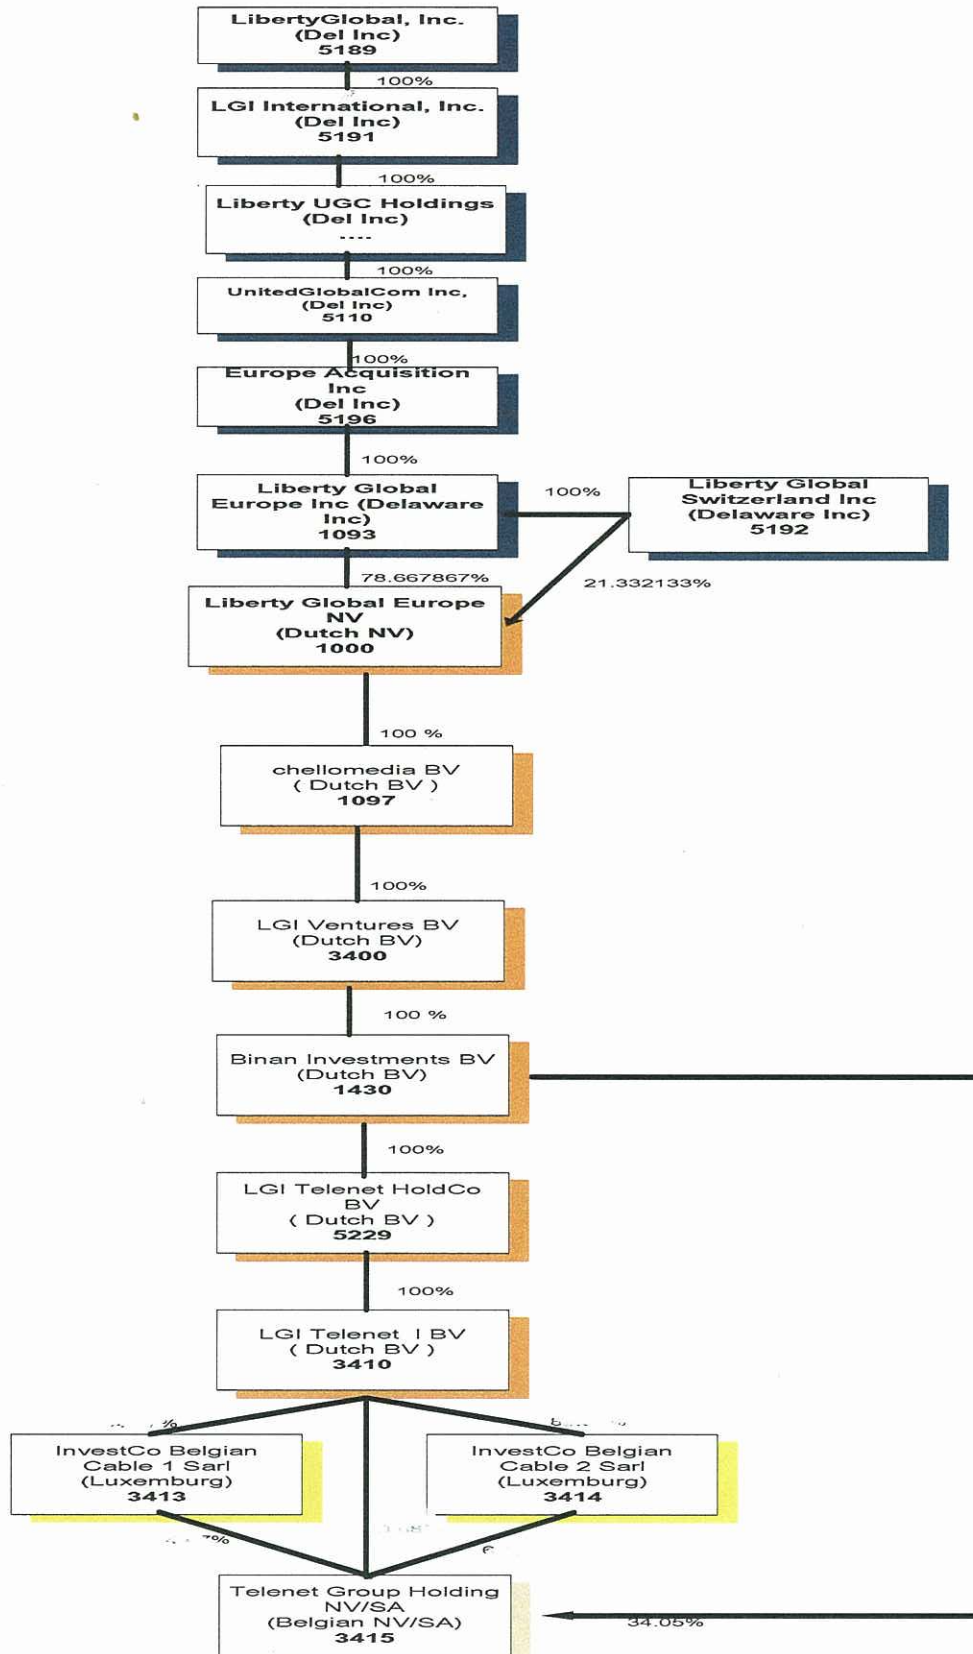 LibertyGlobal, Inc.
(Del Inc)
5189
100%
LGI International, Inc.
(Del Inc)
5191
100%
Liberty UGC Holdings
(Del Inc)
----
100%
UnitedGlobalCom Inc,
(Del Inc)
5110
100%
Europe Acquisition
Inc
(Del Inc)
5196
100%
Liberty Global
Europe Inc (Delaware
Inc)
1093
100%
Liberty Global
Switzerland Inc
(Delaware Inc)
5192
78.667867%
21.332133%
Liberty Global Europe
NV
(Dutch NV)
1000
100 %
chellomedia BV
( Dutch BV )
1097
100%
LGI Ventures BV
(Dutch BV)
3400
100 %
Binan Investments BV
(Dutch BV)
1430
100%
LGI Telenet HoldCo
BV
( Dutch BV )
5229
100%
LGI Telenet I BV
( Dutch BV )
3410
InvestCo Belgian
Cable 1 Sarl
(Luxemburg)
3413
InvestCo Belgian
Cable 2 Sarl
(Luxemburg)
3414
Telenet Group Holding
NV/SA
(Belgian NV/SA)
3415
34.05%